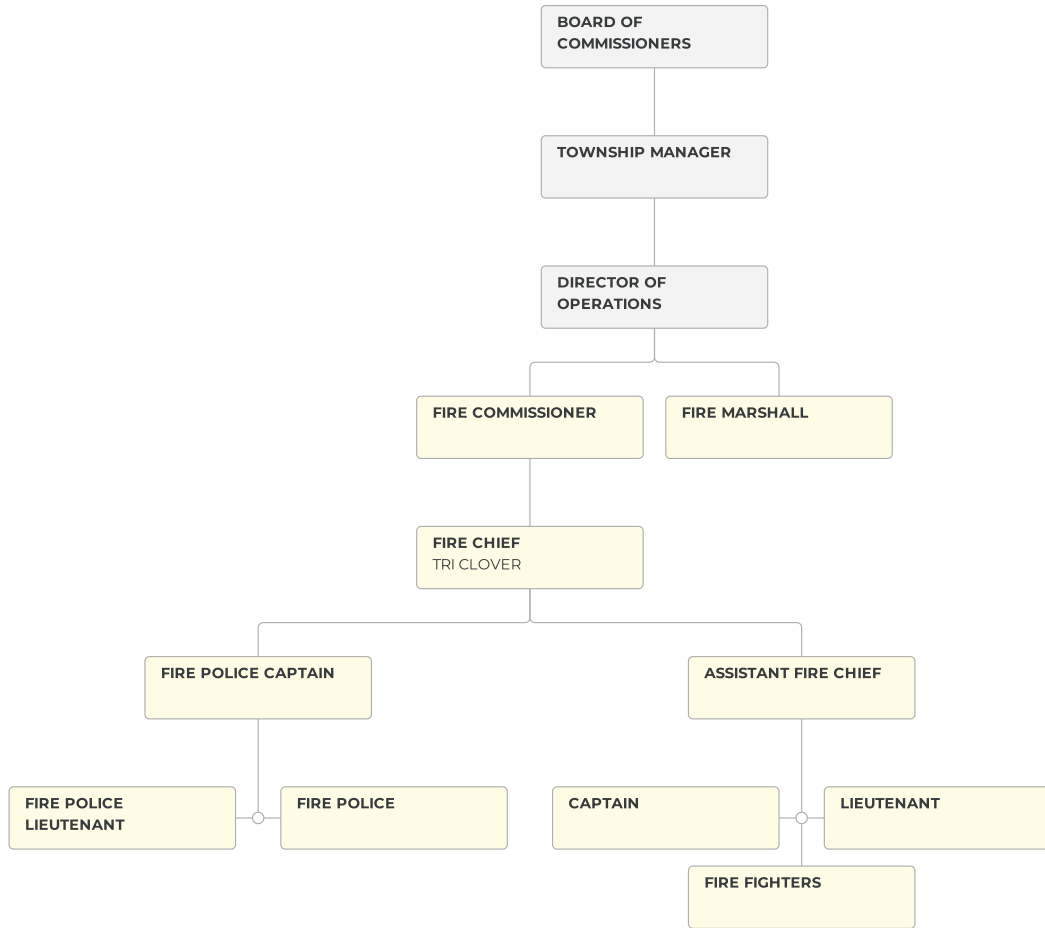 BOARD OF
COMMISSIONERS
TOWNSHIP MANAGER
DIRECTOR OF
OPERATIONS
FIRE COMMISSIONER
FIRE MARSHALL
FIRE CHIEF
TRI CLOVER
FIRE POLICE CAPTAIN
ASSISTANT FIRE CHIEF
FIRE POLICE
LIEUTENANT
FIRE POLICE
CAPTAIN
LIEUTENANT
FIRE FIGHTERS